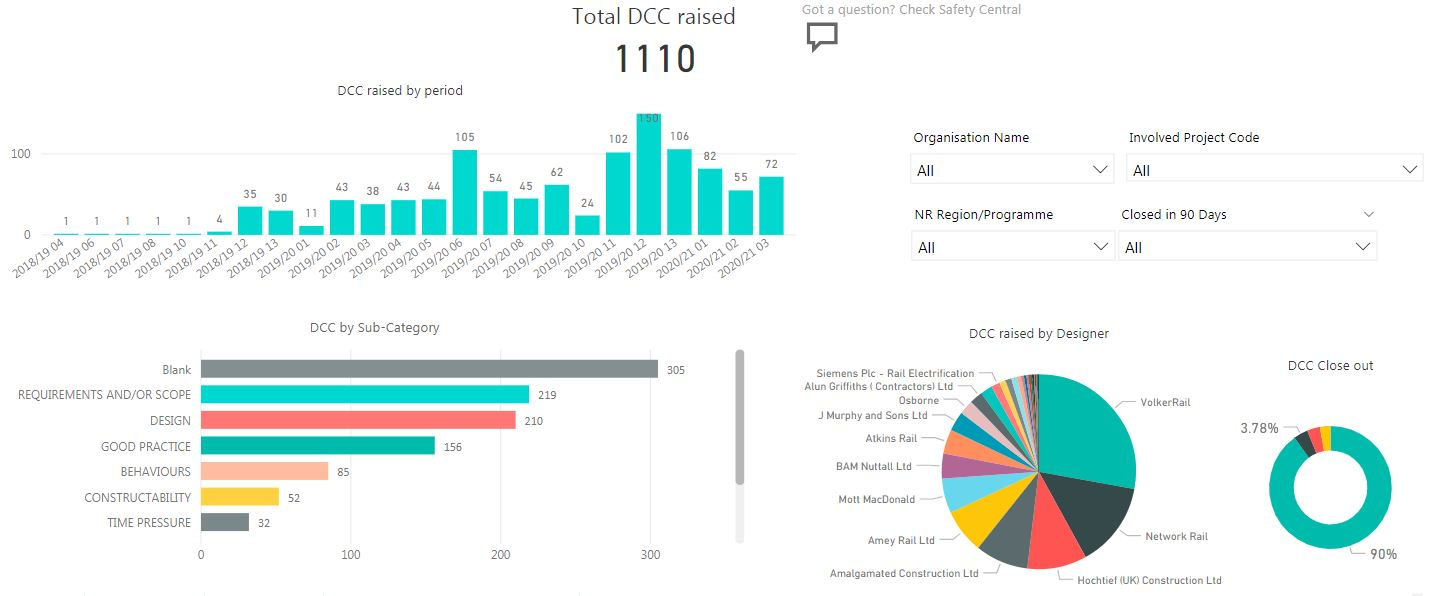 Total DCC raised
1110
Got a question? Check Safety Central
DCC raised by period
100
0
1
1
1
1
1
4
35
30
11
43
38
43
44
105
54
45
62
24
102
150
106
82
55
72
2018/19 04
2018/19 06
2018/19 07
2018/19 08
2018/19 10
2018/19 11
2018/19 12
2018/19 13
2019/20 01
2019/20 02
2019/20 03
2019/20 04
2019/20 05
2019/20 06
2019/20 07
2019/20 08
2019/20 09
2019/20 10
2019/20 11
2019/20 12
2019/20 13
2020/21 01
2020/21 02
2020/21 03
Organisation Name
All
Involved Project Code
All
NR Region/Programme
All
Closed in 90 Days
All
DCC by Sub-Category
Blank 305
REQUIREMENTS AND/OR SCOPE 219
DESIGN 210
GOOD PRACTICE 156
BEHAVIOURS 85
CONSTRUCTABILITY 52
TIME PRESSURE 32
0 100 200 300
DCC raised by Designer
Siemens Plc - Rail Electrification
Alun Griffiths ( Contractors) Ltd
Osborne
J Murphy and Sons Ltd
Atkins Rail
BAM Nuttall Ltd
Mott MacDonald
Amey Rail Ltd
Amalgamated Construction Ltd
VolkerRail
Network Rail
Hochtief (UK) Construction Ltd
DCC Close out
3.78%
90%